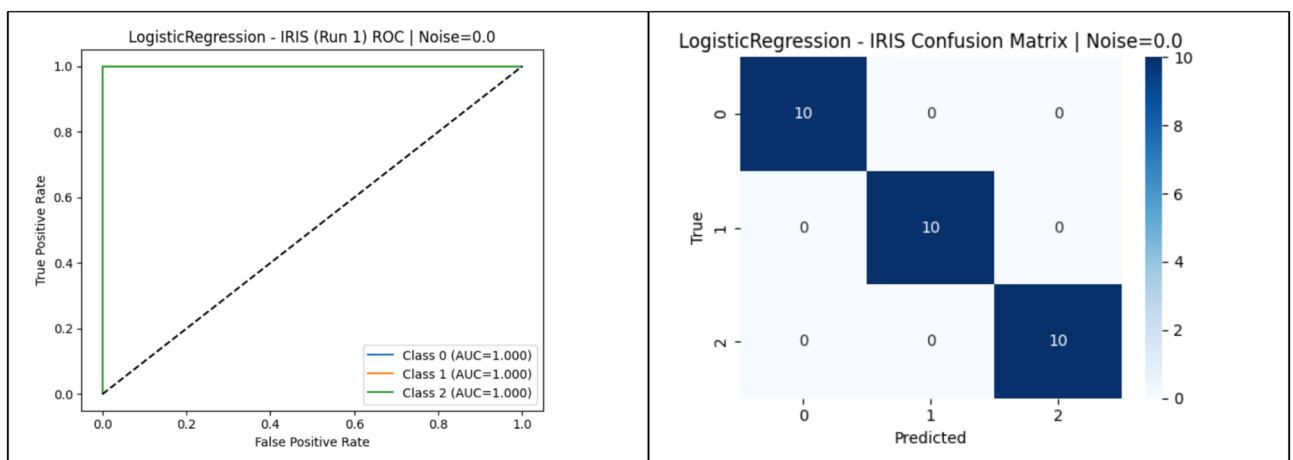 LogisticRegression - IRIS (Run 1) ROC | Noise=0.0
1.0
0.8
0.6
0.4
0.2
0.0
True Positive Rate
Class 0 (AUC=1.000)
Class 1 (AUC=1.000)
Class 2 (AUC=1.000)
0.0 0.2 0.4 0.6 0.8 1.0
False Positive Rate
LogisticRegression - IRIS Confusion Matrix | Noise=0.0
0 10 0 0
1 0 10 0
2 0 0 10
True
0 1 2
Predicted
10
8
6
4
2
0